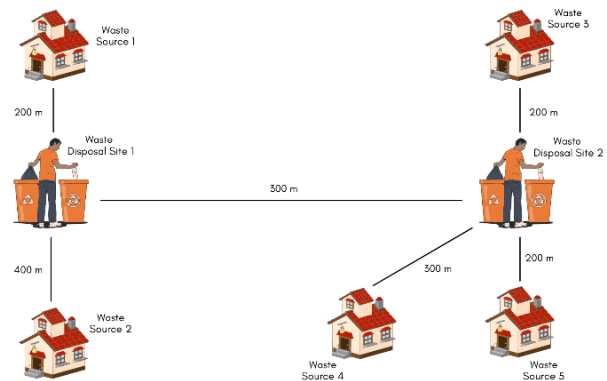 Waste
Source 1
Waste
Source 3
200 m
200 m
Waste
Disposal Site 1
Waste
Disposal Site 2
300 m
400 m
300 m
200 m
Waste
Source 2
Waste
Source 4
Waste
Source 5